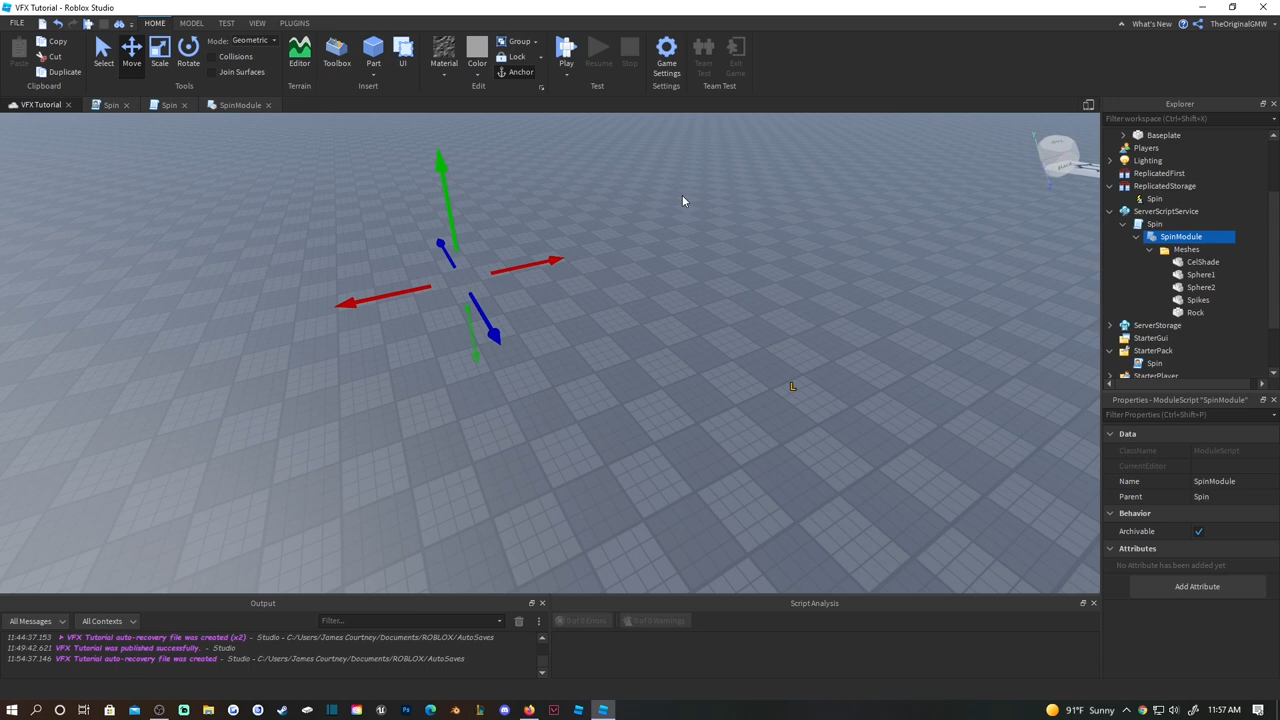 VFX Tutorial - Roblox Studio
FILE HOME MODEL TEST VIEW PLUGINS
What's New TheOriginalGMW
Paste Copy Cut Duplicate Select Move Scale Rotate Mode: Geometric Collisions Join Surfaces Editor Toolbox Part UI Material Color Group Lock Anchor Play Resume Stop Game Settings Team Test Exit Game
Clipboard Tools Terrain Insert Edit Test Settings Team Test
VFX Tutorial Spin Spin SpinModule
Explorer
Filter workspace (Ctrl+Shift+X)
Baseplate
Players
Lighting
ReplicatedFirst
ReplicatedStorage
Spin
ServerScriptService
Spin
SpinModule
Meshes
CelShade
Sphere1
Sphere2
Spikes
Rock
ServerStorage
StarterGui
StarterPack
Spin
StarterPlayer
Properties - ModuleScript "SpinModule"
Filter Properties (Ctrl+Shift+P)
Data
ClassName ModuleScript
CurrentEditor
Name SpinModule
Parent Spin
Behavior
Archivable
Attributes
No Attribute has been added yet
Add Attribute
Y
Z
L
Output
All Messages All Contexts Filter...
11:44:37.153 VFX Tutorial auto-recovery file was created (x2) - Studio - C:/Users/James Courtney/Documents/ROBLOX/AutoSaves
11:49:42.621 VFX Tutorial was published successfully. - Studio
11:54:37.146 VFX Tutorial auto-recovery file was created - Studio - C:/Users/James Courtney/Documents/ROBLOX/AutoSaves
Script Analysis
0 of 0 Errors 0 of 0 Warnings
91°F Sunny 11:57 AM